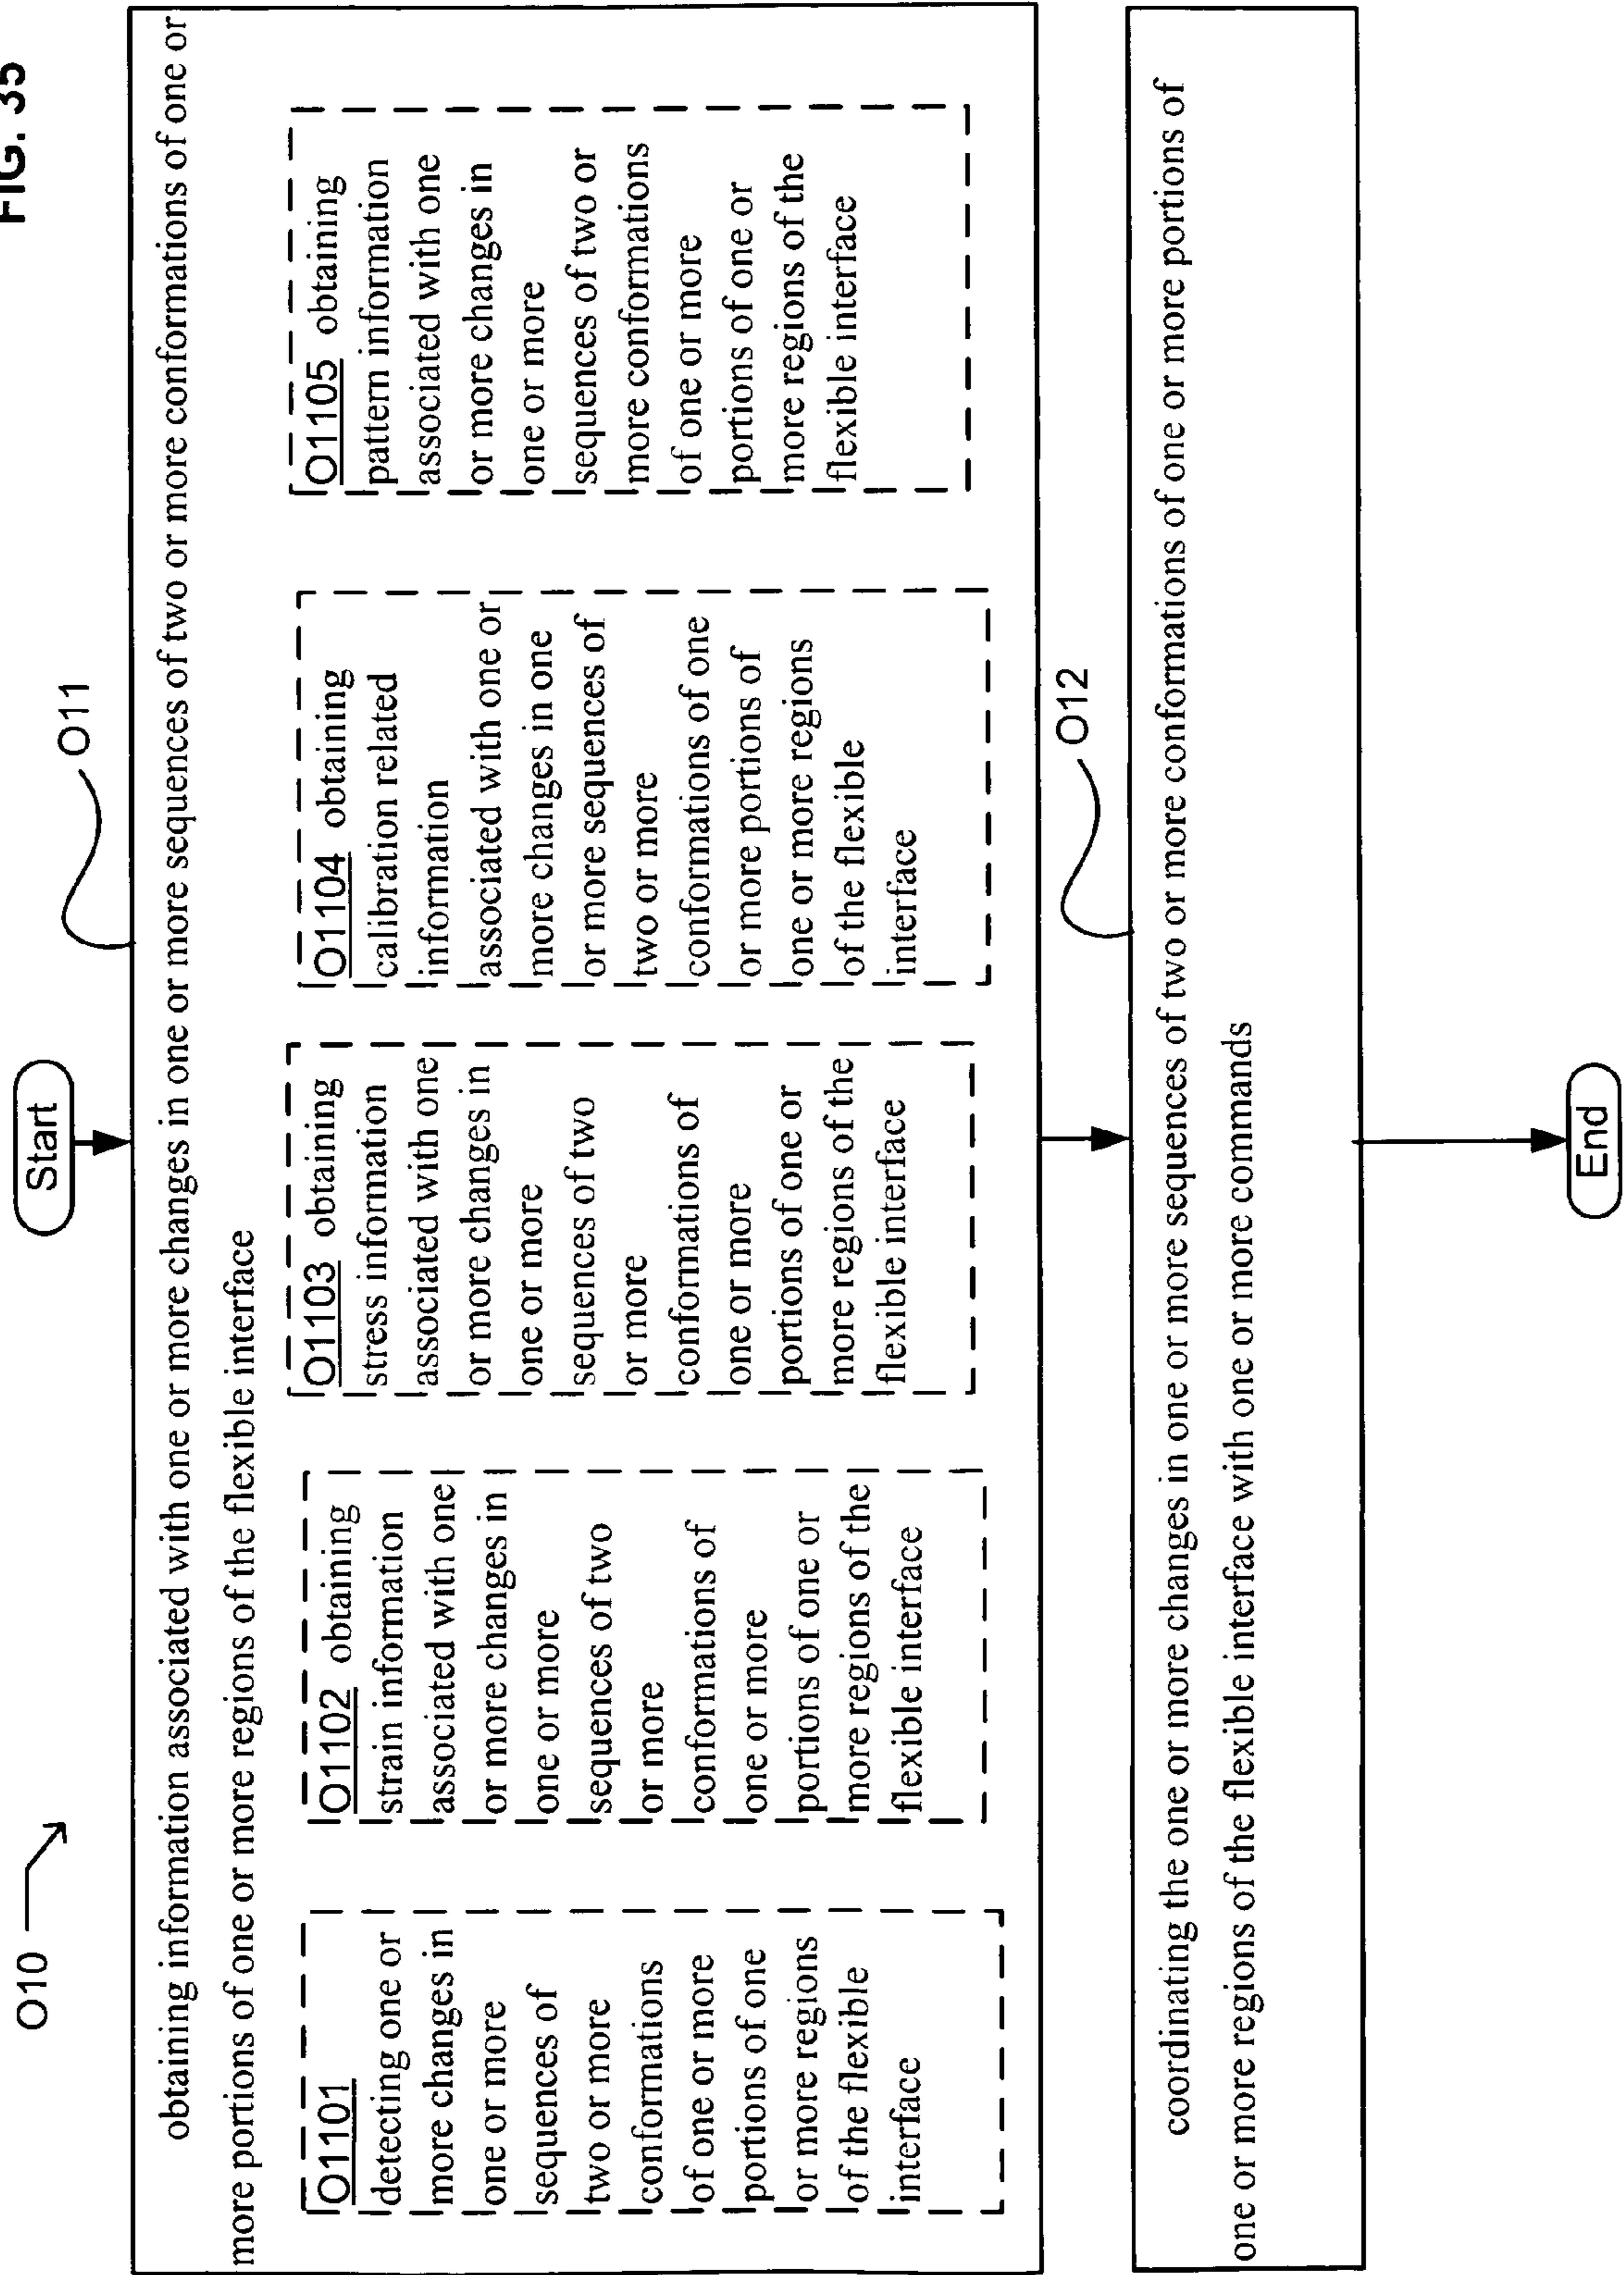 FIG. 35
O10
Start
O11
obtaining information associated with one or more changes in one or more sequences of two or more conformations of one or
more portions of one or more regions of the flexible interface
O1101
detecting one or
more changes in
one or more
sequences of
two or more
conformations
of one or more
portions of one
or more regions
of the flexible
interface
O1102 obtaining
strain information
associated with one
or more changes in
one or more
sequences of two
or more
conformations of
one or more
portions of one or
more regions of the
flexible interface
O1103 obtaining
stress information
associated with one
or more changes in
one or more
sequences of two
or more
conformations of
one or more
portions of one or
more regions of the
flexible interface
O1104 obtaining
calibration related
information
associated with one or
more changes in one
or more sequences of
two or more
conformations of one
or more portions of
one or more regions
of the flexible
interface
O1105 obtaining
pattern information
associated with one
or more changes in
one or more
sequences of two or
more conformations
of one or more
portions of one or
more regions of the
flexible interface
O12
coordinating the one or more changes in one or more sequences of two or more conformations of one or more portions of
one or more regions of the flexible interface with one or more commands
End